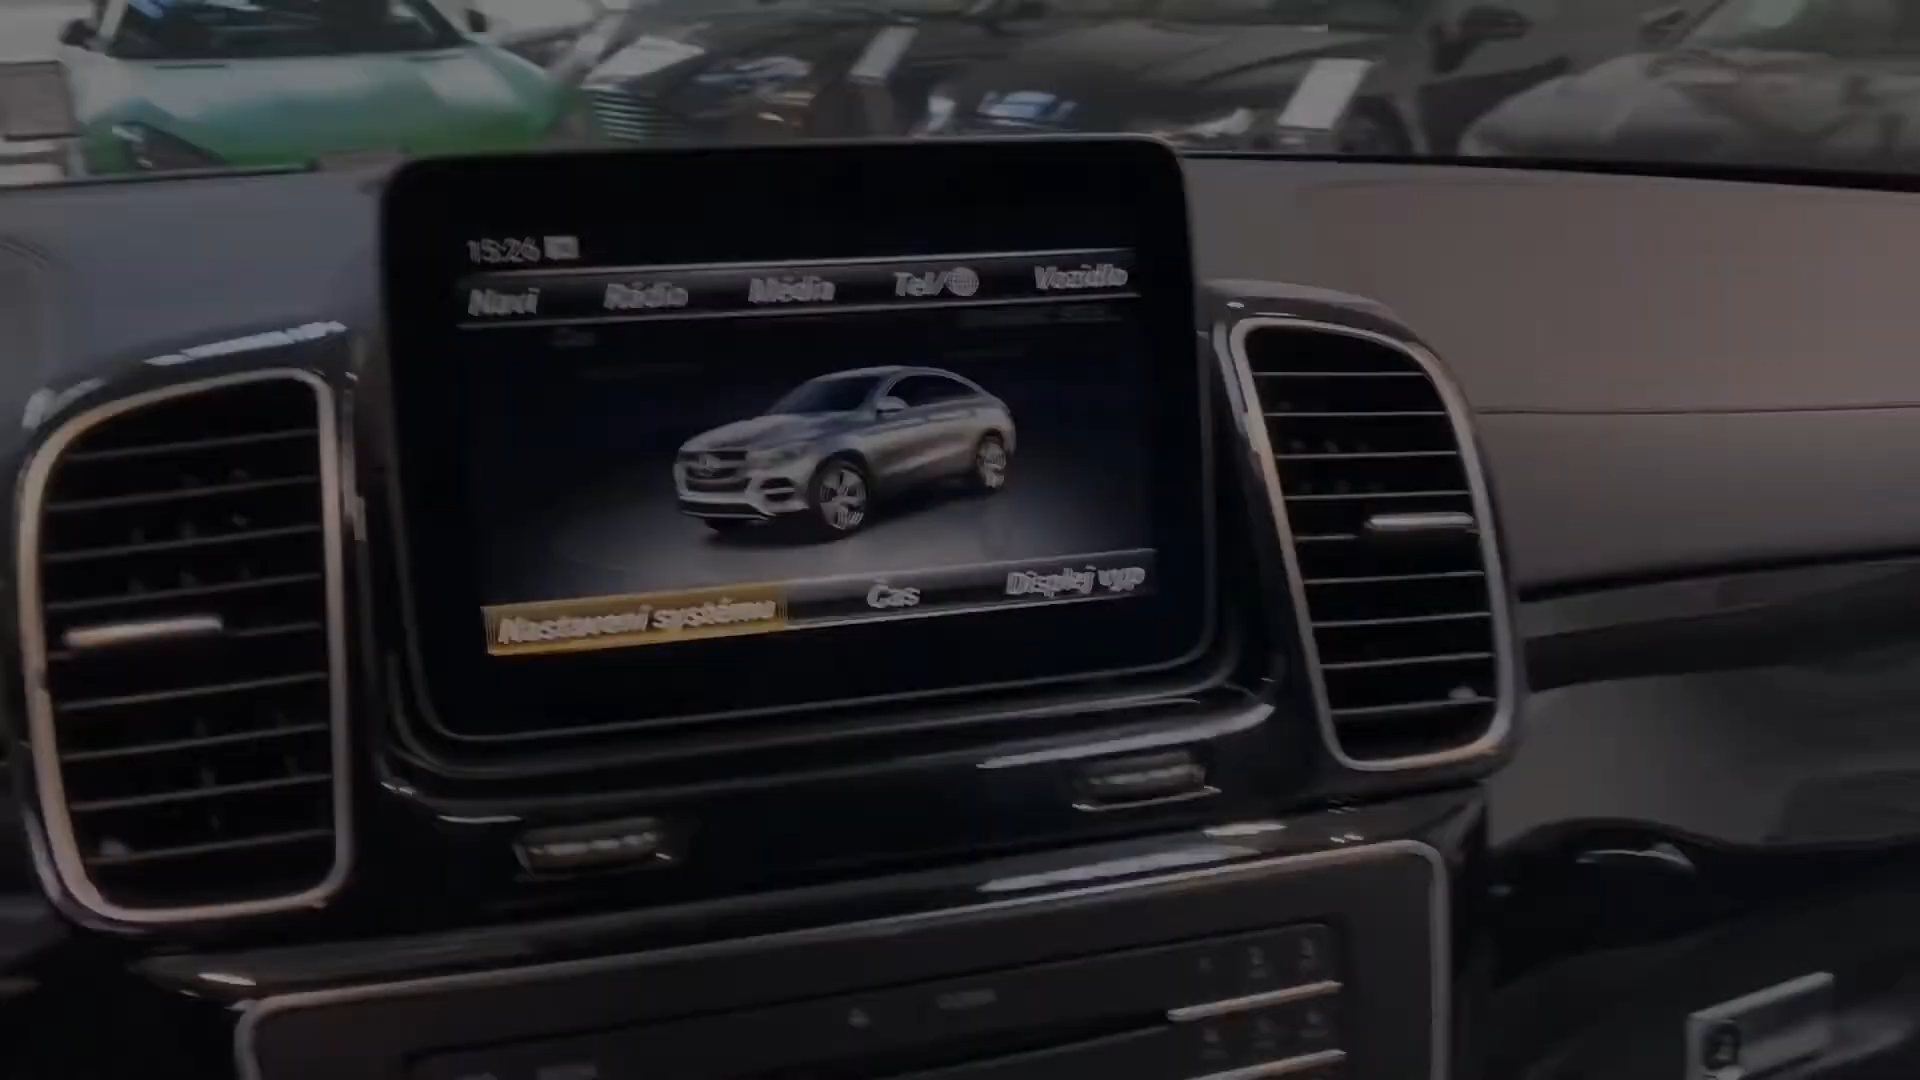 15:26
Navi Rádio Média Tel/ Vozidlo
Nastavení systému Čas Displej vyp